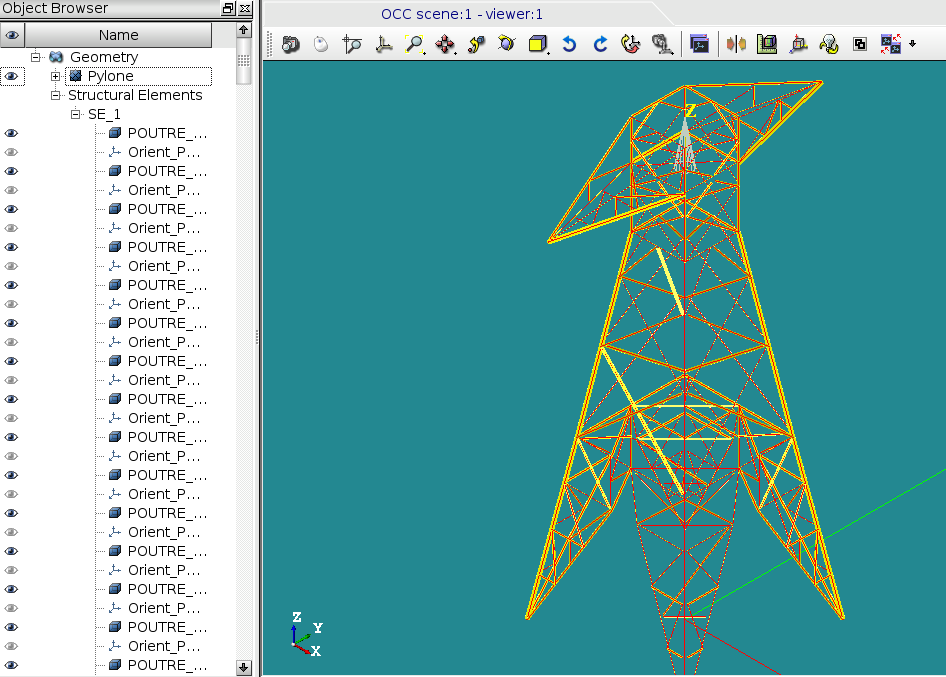 Object Browser
OCC scene:1 - viewer:1
Name
Geometry
Pylone
Structural Elements
SE_1
POUTRE_...
Orient_P...
POUTRE_...
Orient_P...
POUTRE_...
Orient_P...
POUTRE_...
Orient_P...
POUTRE_...
Orient_P...
POUTRE_...
Orient_P...
POUTRE_...
Orient_P...
POUTRE_...
Orient_P...
POUTRE_...
Orient_P...
POUTRE_...
Orient_P...
POUTRE_...
Orient_P...
POUTRE_...
Orient_P...
POUTRE_...
Orient_P...
POUTRE_...
Orient_P...
POUTRE_...
Z
Z
Y
X